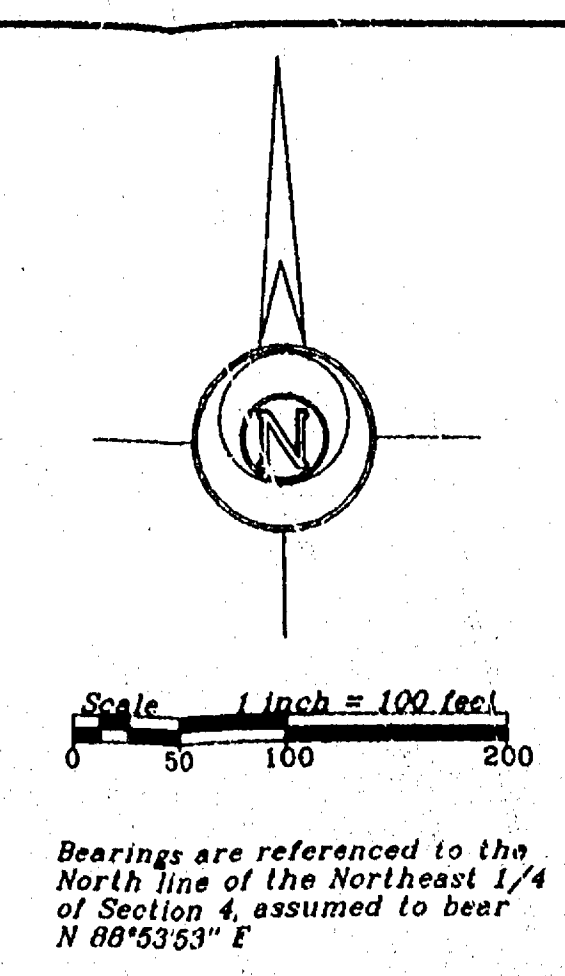 N
Scale 1 inch = 100 feet
0 50 100 200
Bearings are referenced to the
North line of the Northeast 1/4
of Section 4, assumed to bear
N 88°53'53" E